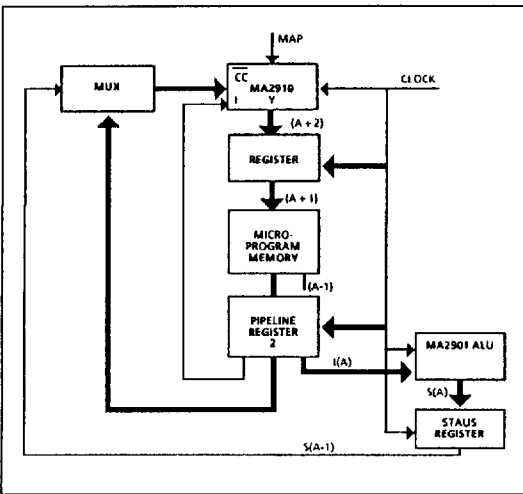 MAP
MUX
CC
MA2910
I Y
CLOCK
(A + 2)
REGISTER
(A + 1)
MICRO-
PROGRAM
MEMORY
(A-1)
PIPELINE
REGISTER
2
I(A)
MA2901 ALU
S(A)
STAUS
REGISTER
S(A-1)